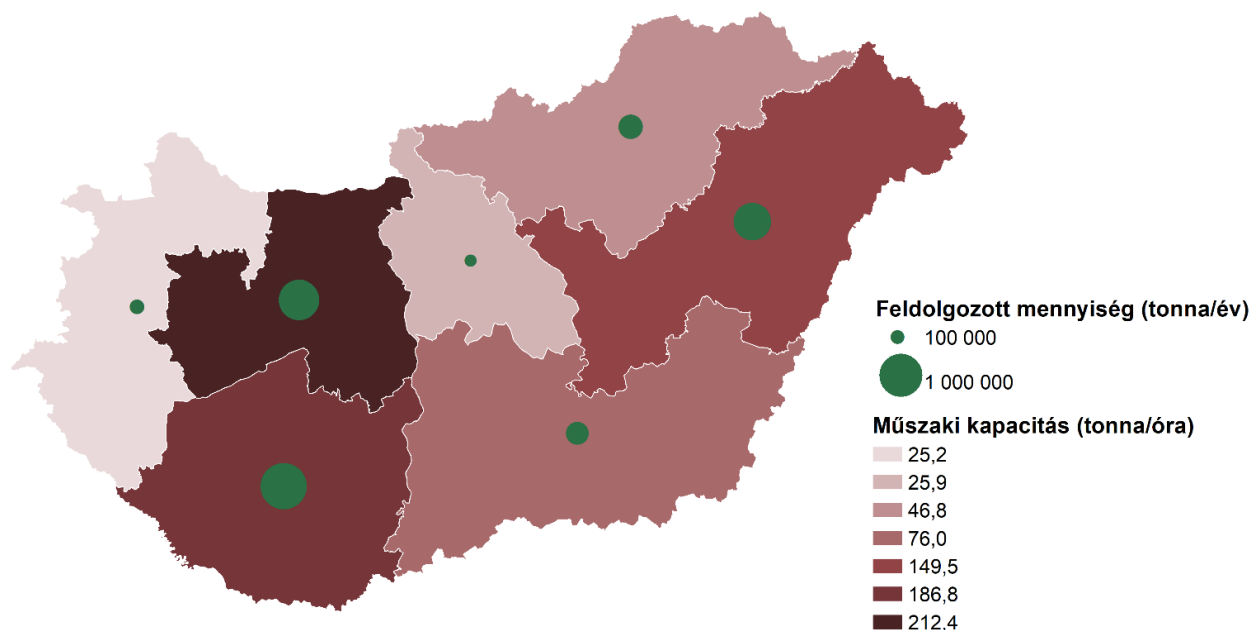 Feldolgozott mennyiség (tonna/év)
100 000
1 000 000
Műszaki kapacitás (tonna/óra)
25,2
25,9
46,8
76,0
149,5
186,8
212,4